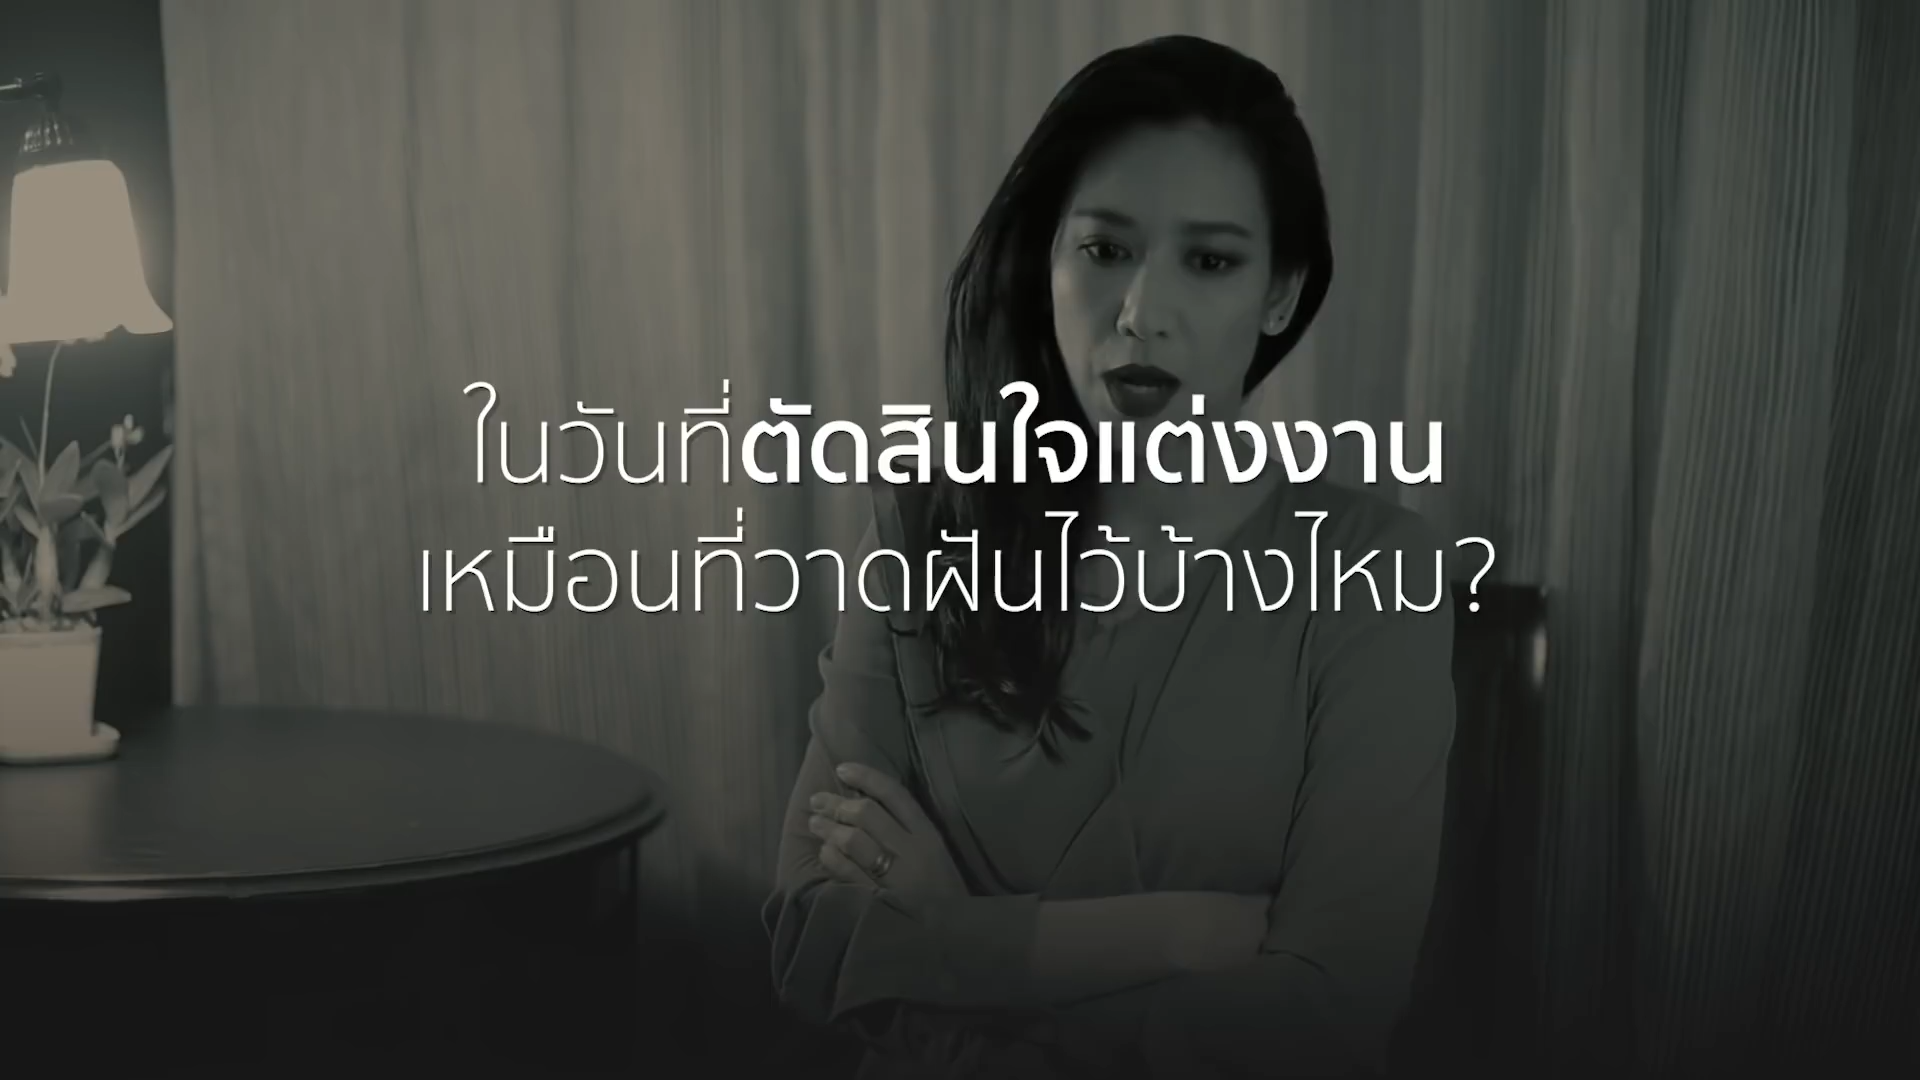 ในวันที่ตัดสินใจแต่งงาน
เหมือนที่วาดฝันไว้บ้างไหม?